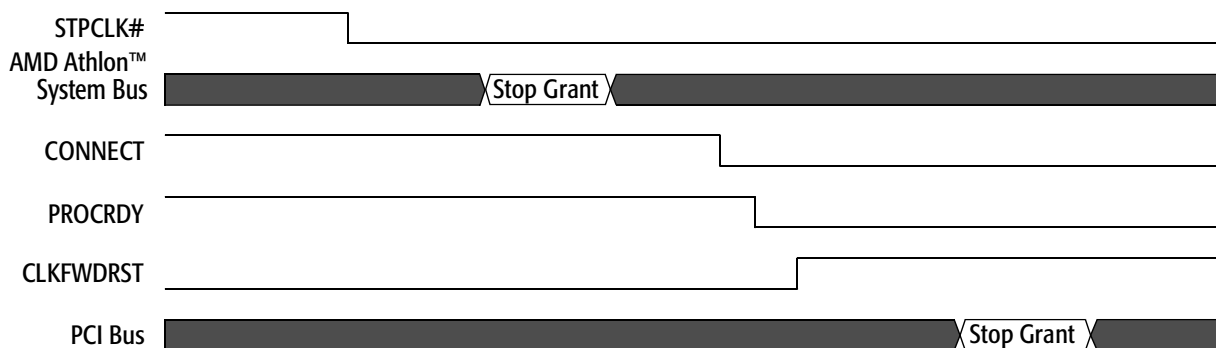 STPCLK#
AMD Athlon™
System Bus
Stop Grant
CONNECT
PROCRDY
CLKFWDRST
PCI Bus
Stop Grant